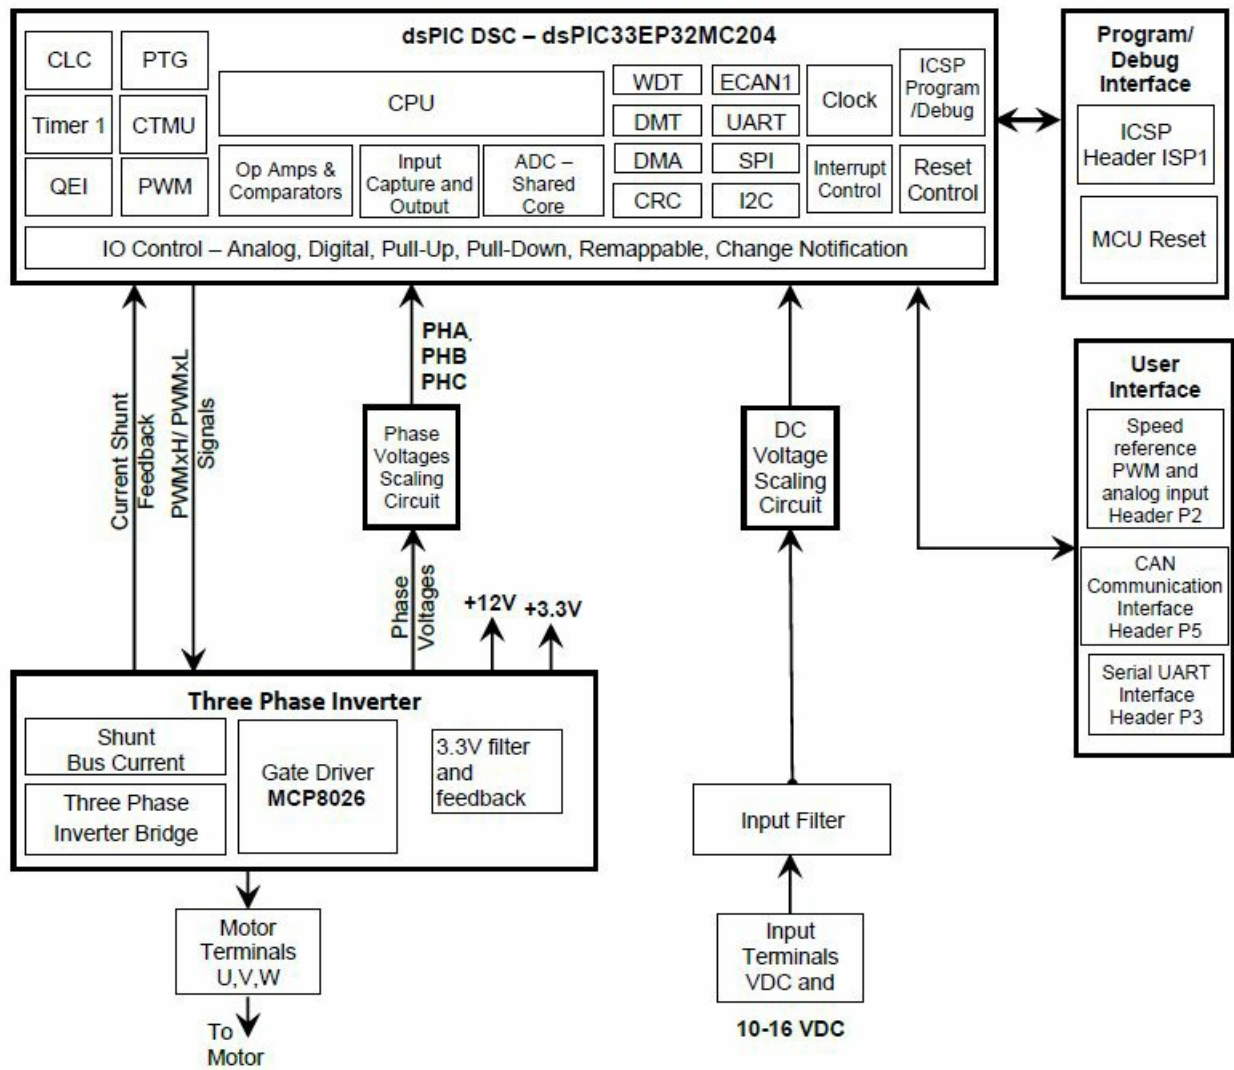 dsPIC DSC – dsPIC33EP32MC204
CLC
PTG
Timer 1
CTMU
QEI
PWM
CPU
Op Amps &
Comparators
Input
Capture and
Output
ADC –
Shared
Core
WDT
ECAN1
DMT
UART
DMA
SPI
CRC
I2C
Clock
Interrupt
Control
ICSP
Program
/Debug
Reset
Control
IO Control – Analog, Digital, Pull-Up, Pull-Down, Remappable, Change Notification
Program/
Debug
Interface
ICSP
Header ISP1
MCU Reset
Current Shunt
Feedback
PWMxH/ PWMxL
Signals
PHA,
PHB
PHC
Phase
Voltages
Scaling
Circuit
Phase
Voltages
+12V
+3.3V
DC
Voltage
Scaling
Circuit
User
Interface
Speed
reference
PWM and
analog input
Header P2
CAN
Communication
Interface
Header P5
Serial UART
Interface
Header P3
Three Phase Inverter
Shunt
Bus Current
Three Phase
Inverter Bridge
Gate Driver
MCP8026
3.3V filter
and
feedback
Input Filter
Motor
Terminals
U,V,W
To
Motor
Input
Terminals
VDC and
10-16 VDC